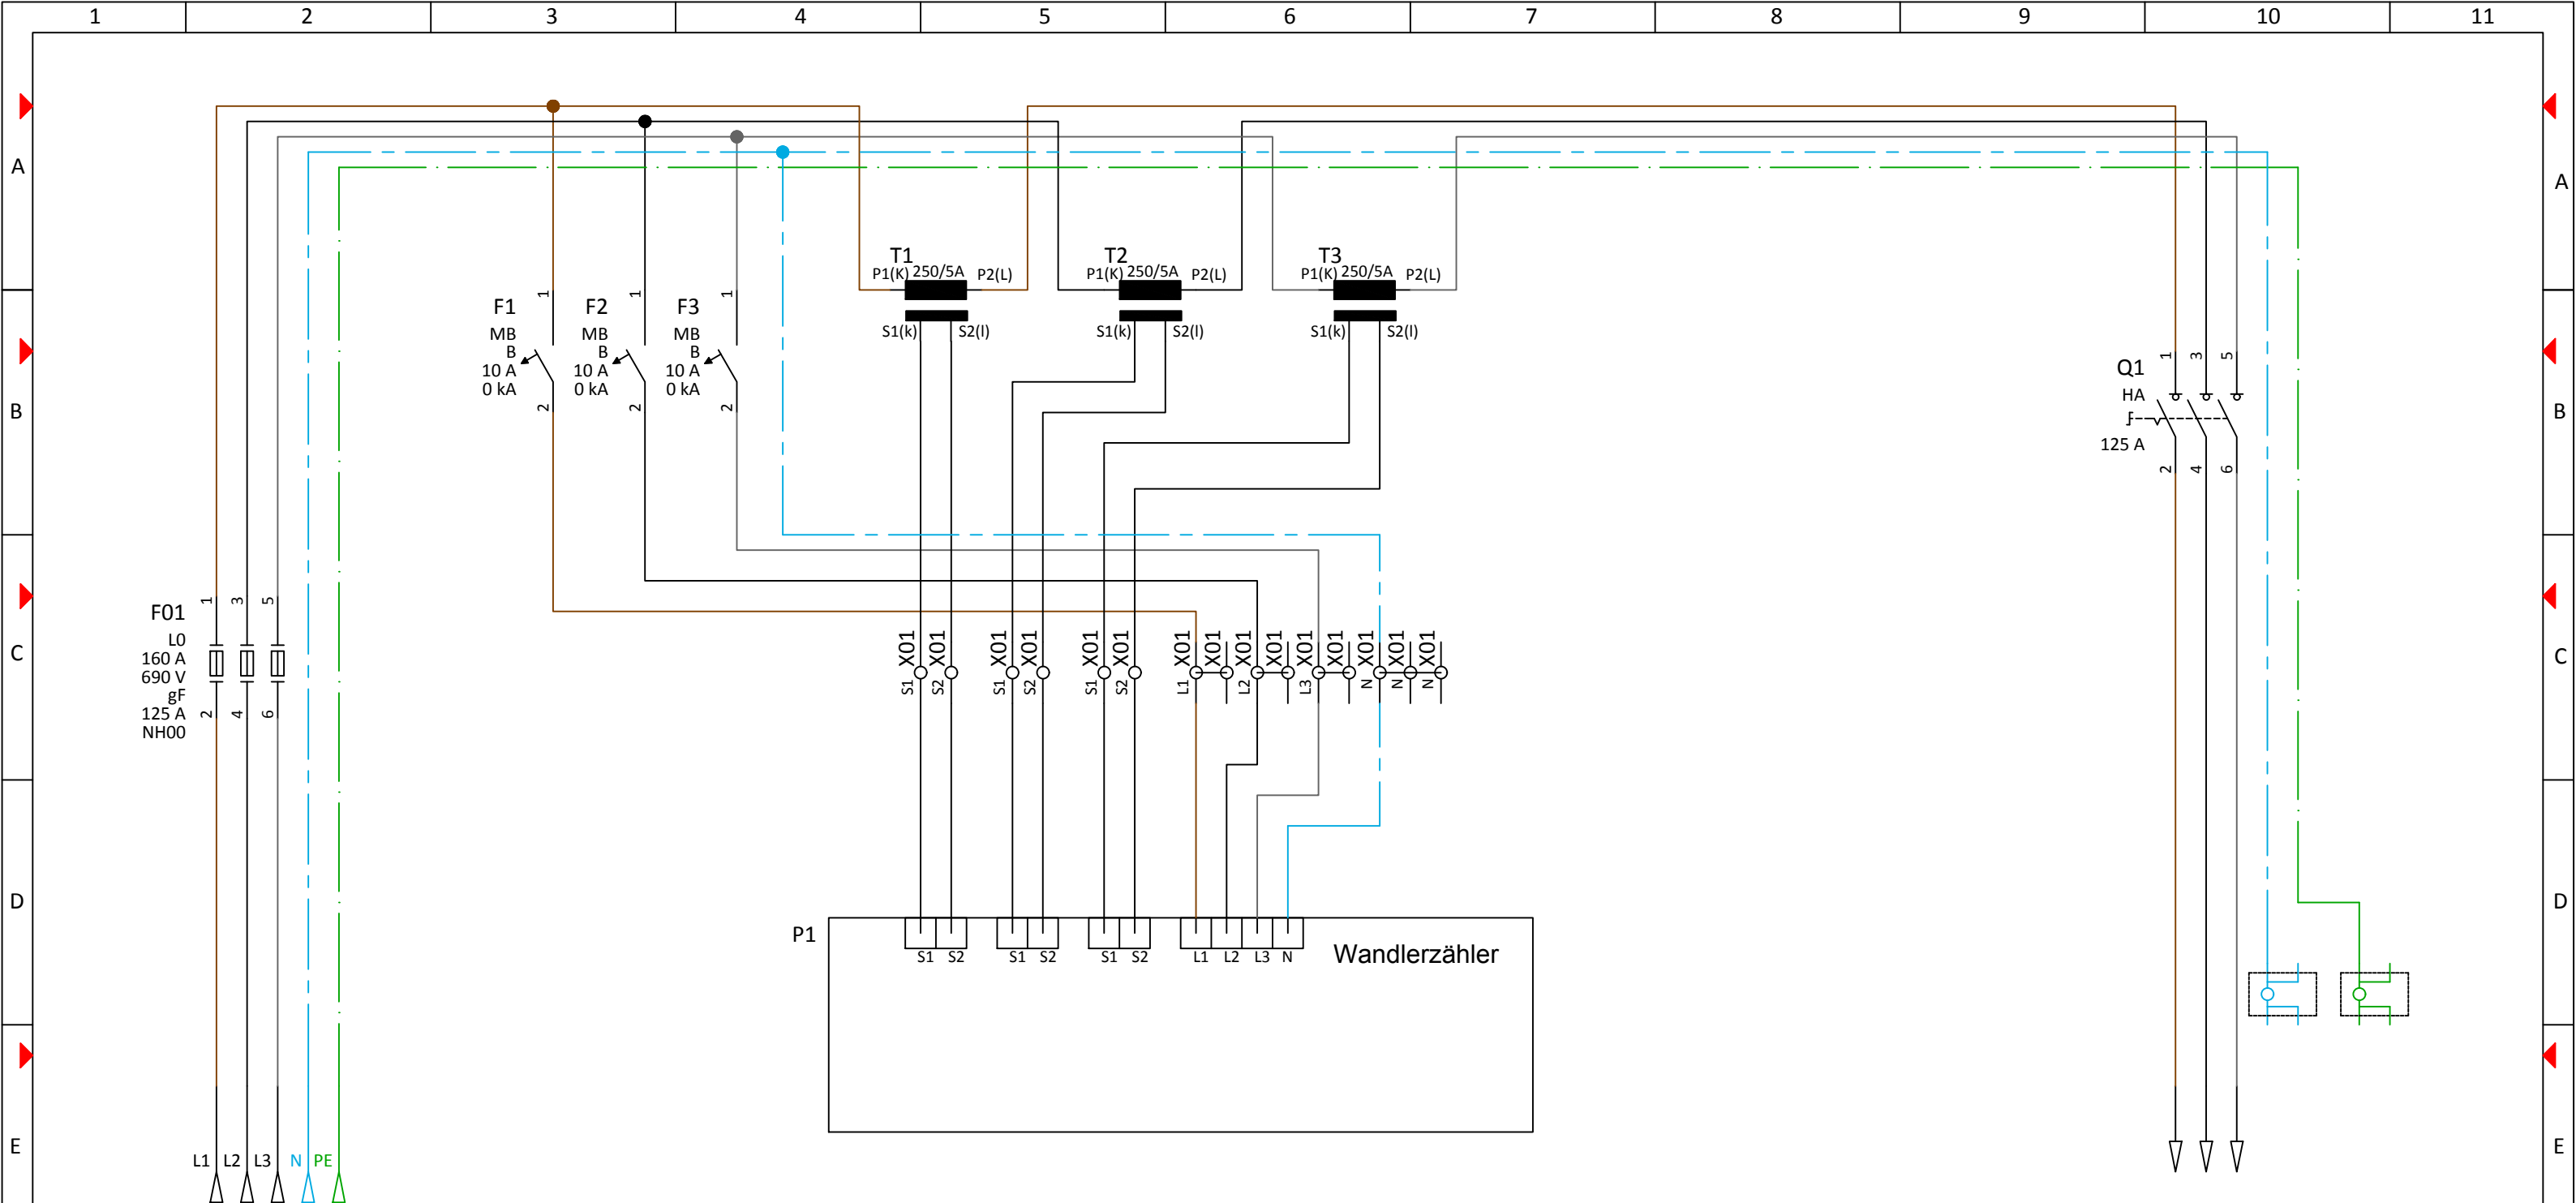 1 2 3 4 5 6 7 8 9 10 11
A A
T1 T2 T3
P1(K) 250/5A P2(L) P1(K) 250/5A P2(L) P1(K) 250/5A P2(L)
S1(k) S2(l) S1(k) S2(l) S1(k) S2(l)
1 1 1
F1 F2 F3
MB MB MB
B B B
10 A 10 A 10 A
0 kA 0 kA 0 kA
2 2 2
1 3 5
Q1
HA
125 A
2 4 6
B B
1 3 5
F01
L0
160 A
690 V
gF
125 A
NH00
2 4 6
C C
X01 X01 X01 X01 X01 X01 X01 X01 X01 X01 X01 X01 X01 X01 X01
S1 S2 S1 S2 S1 S2 L1 L2 L3 N N N
D D
P1
S1 S2 S1 S2 S1 S2 L1 L2 L3 N
Wandlerzähler
E E
L1 L2 L3 N PE